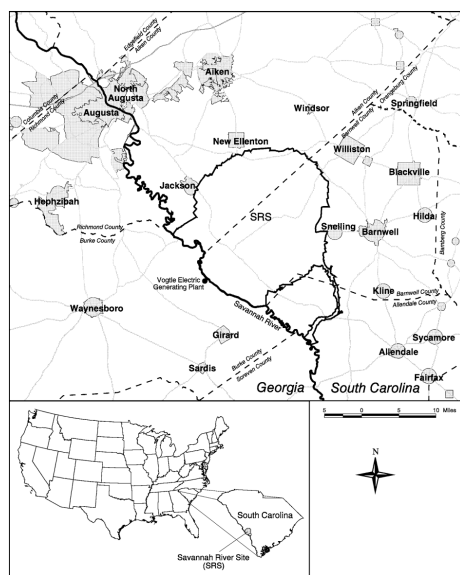 Edgefield County
Aiken County
North
Augusta
Aiken
Columbia County
Richmond County
Augusta
Windsor
Aiken County
Orangeburg County
Barnwell County
Springfield
New Ellenton
Williston
Blackville
Jackson
Hephzibah
SRS
Snelling
Barnwell
Hilda
Bamberg County
Richmond County
Burke County
Vogtle Electric
Generating Plant
Savannah River
Kline
Barnwell County
Allendale County
Waynesboro
Girard
Sycamore
Allendale
Sardis
Burke County
Screven County
Fairfax
Georgia
South Carolina
5 0 5 10 Miles
N
South Carolina
Savannah River Site
(SRS)